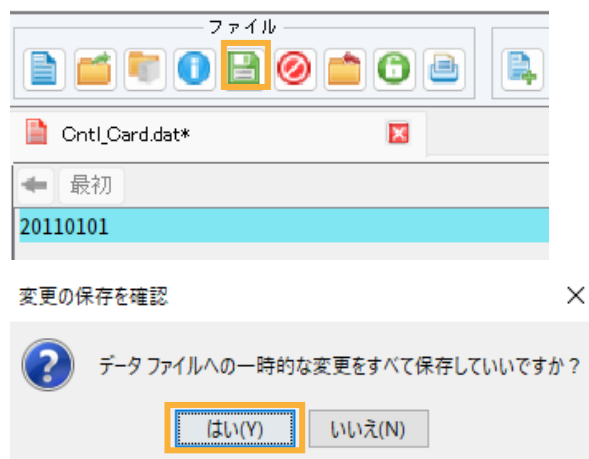 ファイル
Cntl_Card.dat*
最初
20110101
変更の保存を確認
データ ファイルへの一時的な変更をすべて保存していいですか？
はい(Y)
いいえ(N)